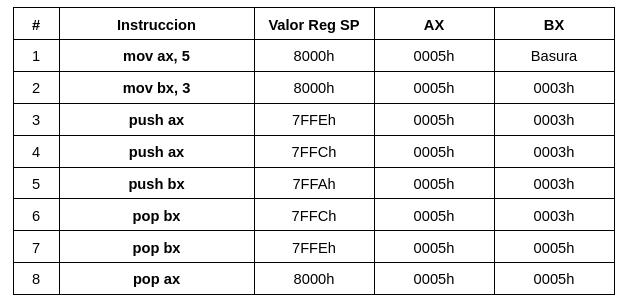 # Instruccion Valor Reg SP AX BX
1 mov ax, 5 8000h 0005h Basura
2 mov bx, 3 8000h 0005h 0003h
3 push ax 7FFEh 0005h 0003h
4 push ax 7FFCh 0005h 0003h
5 push bx 7FFAh 0005h 0003h
6 pop bx 7FFCh 0005h 0003h
7 pop bx 7FFEh 0005h 0005h
8 pop ax 8000h 0005h 0005h